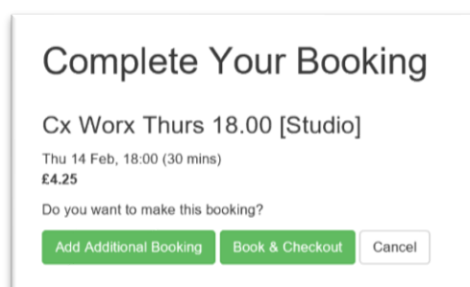 Complete Your Booking
Cx Worx Thurs 18.00 [Studio]
Thu 14 Feb, 18:00 (30 mins)
£4.25
Do you want to make this booking?
Add Additional Booking Book & Checkout Cancel